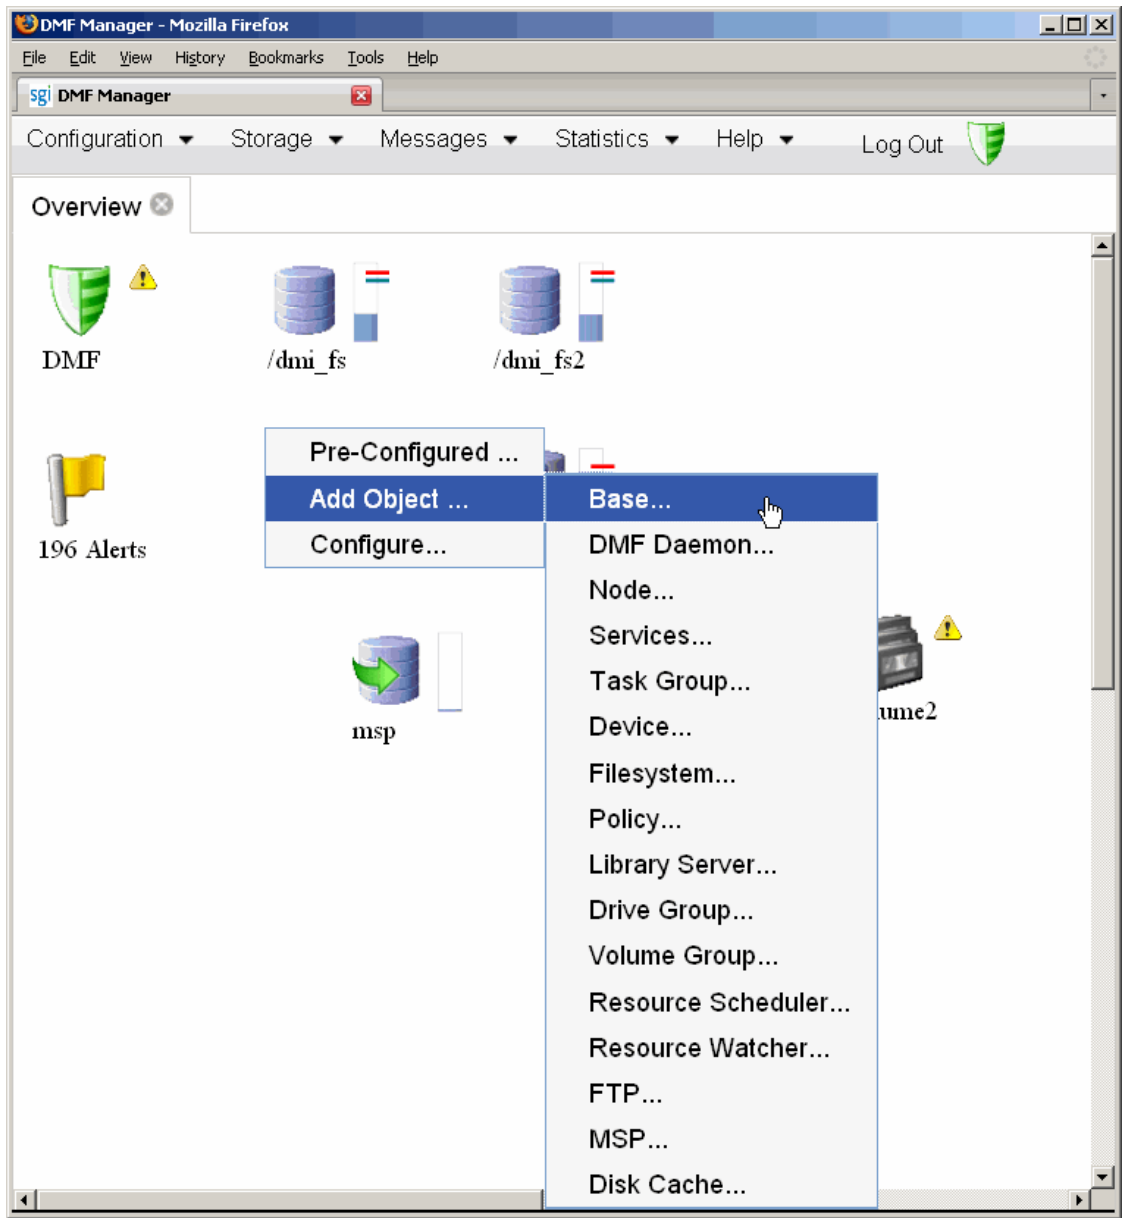 DMF Manager - Mozilla Firefox
File Edit View History Bookmarks Tools Help
sgi DMF Manager
Configuration Storage Messages Statistics Help Log Out
Overview
DMF /dmi_fs /dmi_fs2
196 Alerts
Pre-Configured ...
Add Object ...
Configure...
Base...
DMF Daemon...
Node...
Services...
Task Group...
Device...
Filesystem...
Policy...
Library Server...
Drive Group...
Volume Group...
Resource Scheduler...
Resource Watcher...
FTP...
MSP...
Disk Cache...
msp
ume2